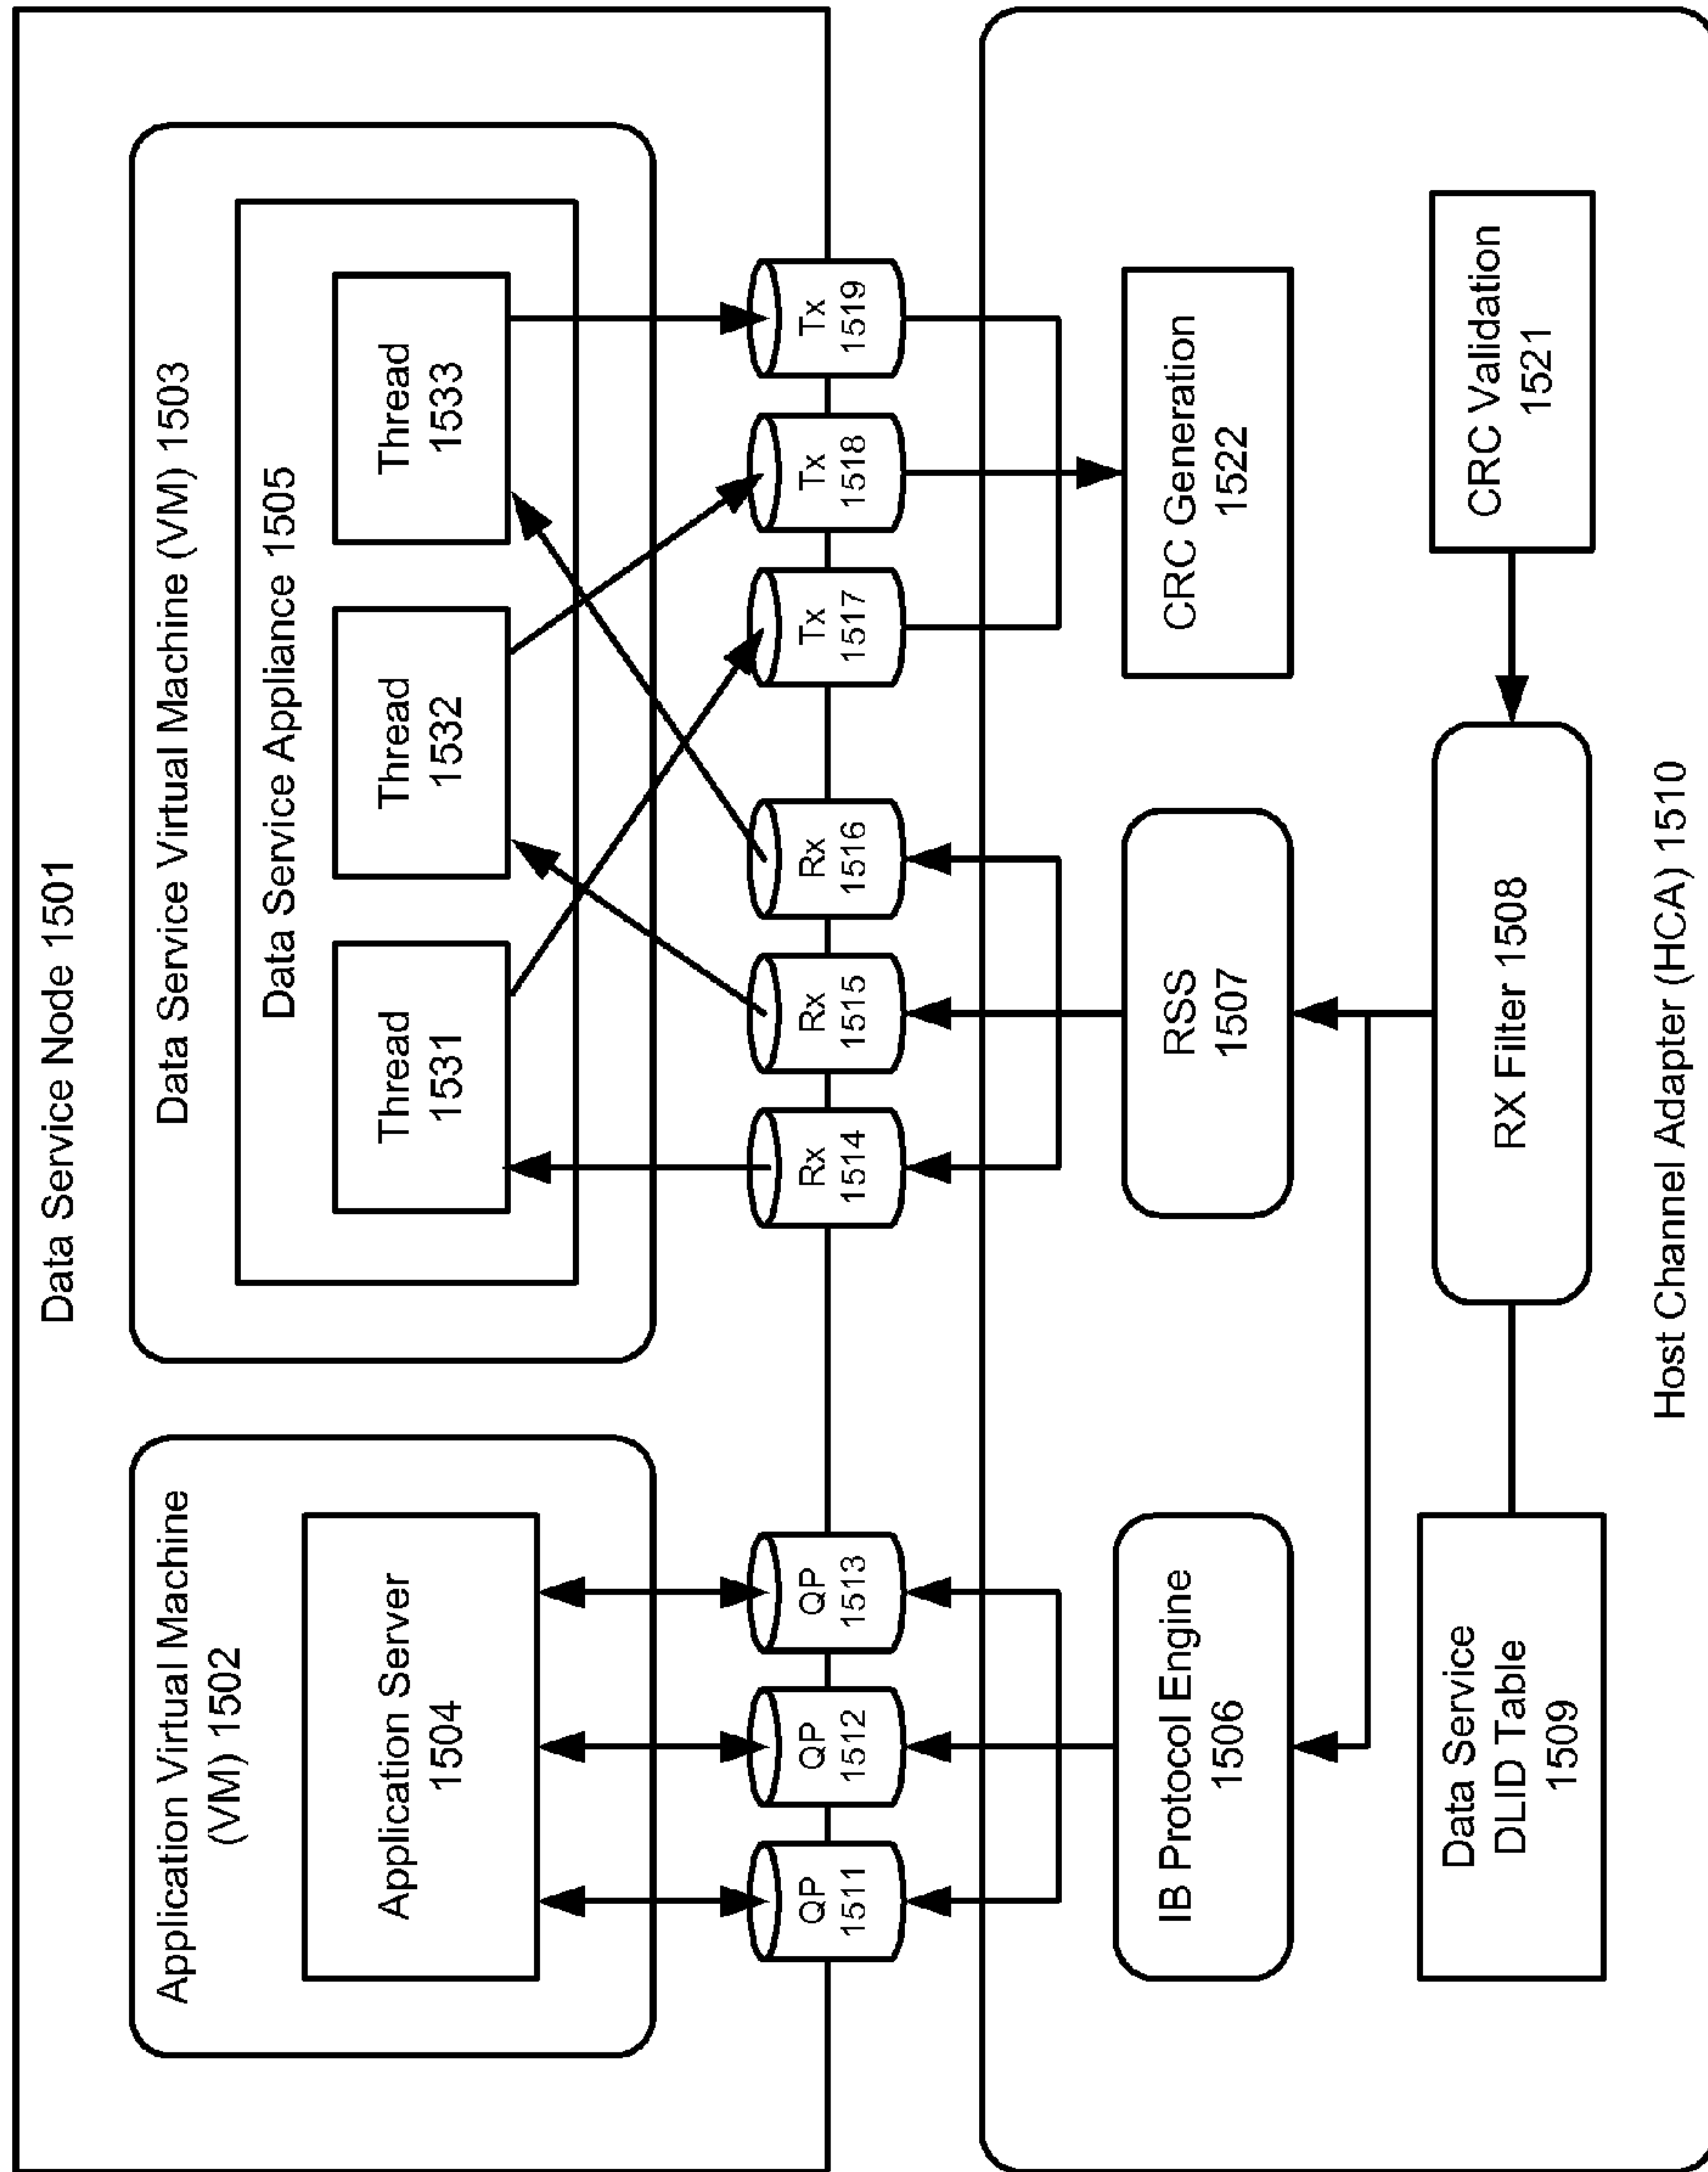 Data Service Node 1501
Application Virtual Machine
(VM) 1502
Application Server
1504
Data Service Virtual Machine (VM) 1503
Data Service Appliance 1505
Thread
1531
Thread
1532
Thread
1533
QP
1511
QP
1512
QP
1513
Rx
1514
Rx
1515
Rx
1516
Tx
1517
Tx
1518
Tx
1519
IB Protocol Engine
1506
RSS
1507
CRC Generation
1522
Data Service
DLID Table
1509
RX Filter 1508
CRC Validation
1521
Host Channel Adapter (HCA) 1510